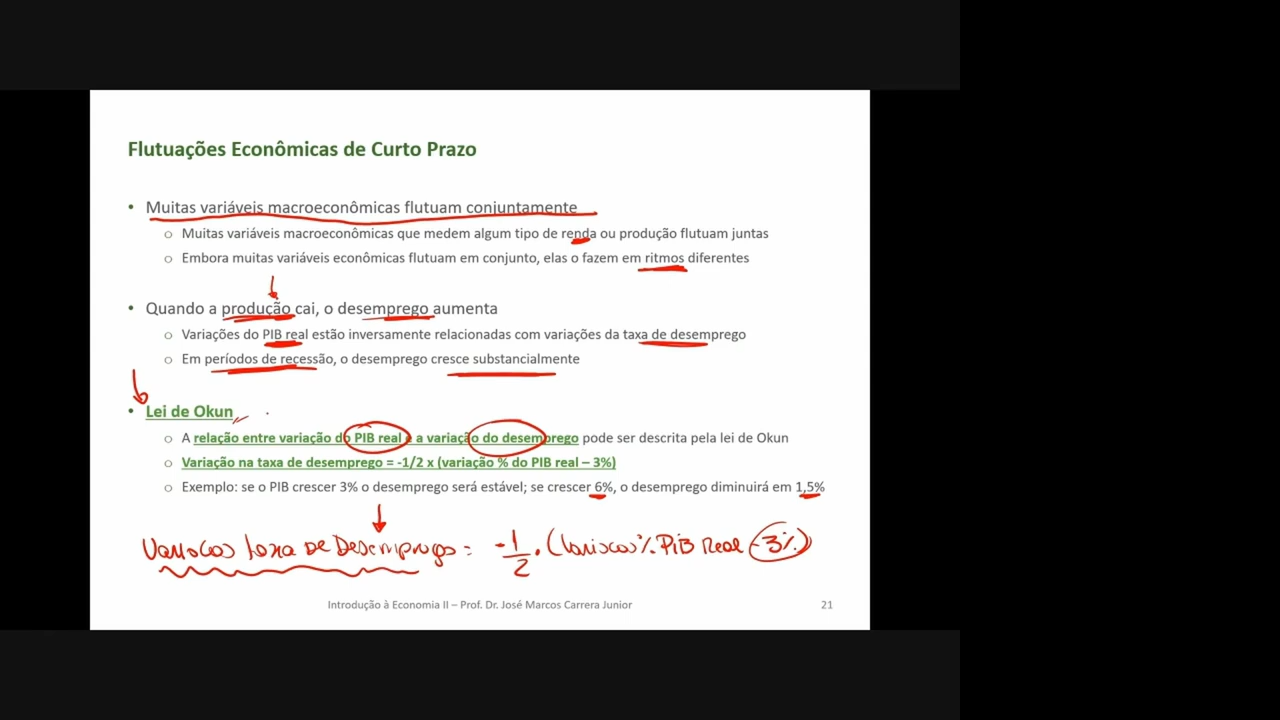 Flutuações Econômicas de Curto Prazo
• Muitas variáveis macroeconômicas flutuam conjuntamente
o Muitas variáveis macroeconômicas que medem algum tipo de renda ou produção flutuam juntas
o Embora muitas variáveis econômicas flutuam em conjunto, elas o fazem em ritmos diferentes
• Quando a produção cai, o desemprego aumenta
o Variações do PIB real estão inversamente relacionadas com variações da taxa de desemprego
o Em períodos de recessão, o desemprego cresce substancialmente
• Lei de Okun
o A relação entre variação do PIB real e a variação do desemprego pode ser descrita pela lei de Okun
o Variação na taxa de desemprego = -1/2 x (variação % do PIB real – 3%)
o Exemplo: se o PIB crescer 3% o desemprego será estável; se crescer 6%, o desemprego diminuirá em 1,5%
taxa de Desemprego = -1/2 . ( % PIB Real -3%)
Introdução à Economia II – Prof. Dr. José Marcos Carrera Junior 21